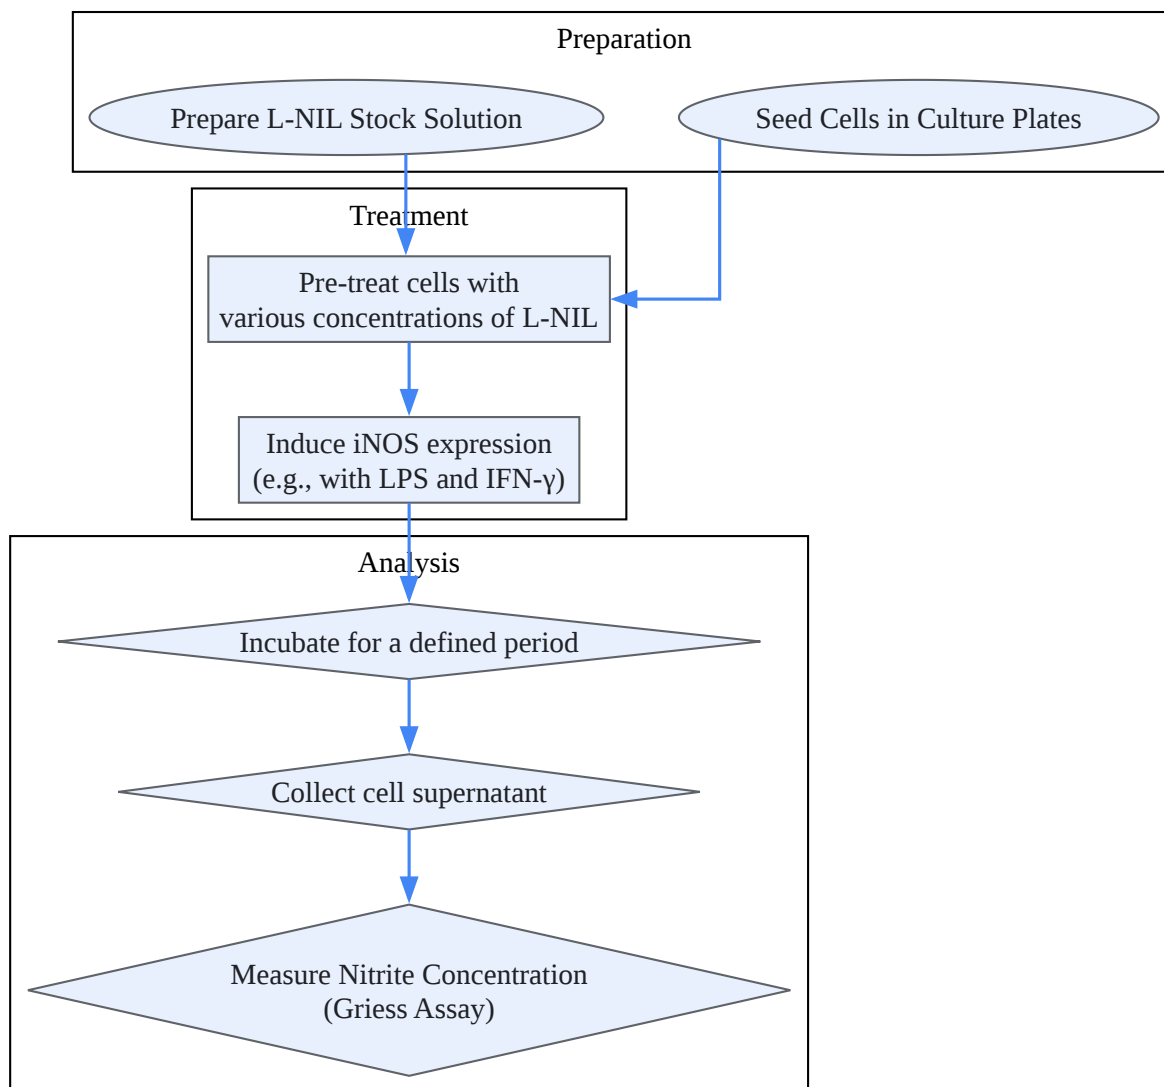 Preparation
Prepare L-NIL Stock Solution
Seed Cells in Culture Plates
Treatment
Pre-treat cells with
various concentrations of L-NIL
Induce iNOS expression
(e.g., with LPS and IFN-γ)
Analysis
Incubate for a defined period
Collect cell supernatant
Measure Nitrite Concentration
(Griess Assay)